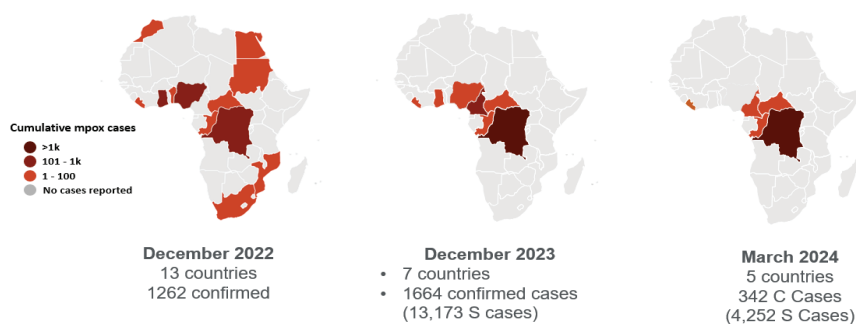 Cumulative mpox cases
>1k
101 - 1k
1 - 100
No cases reported
December 2022
13 countries
1262 confirmed
December 2023
• 7 countries
• 1664 confirmed cases
(13,173 S cases)
March 2024
5 countries
342 C Cases
(4,252 S Cases)